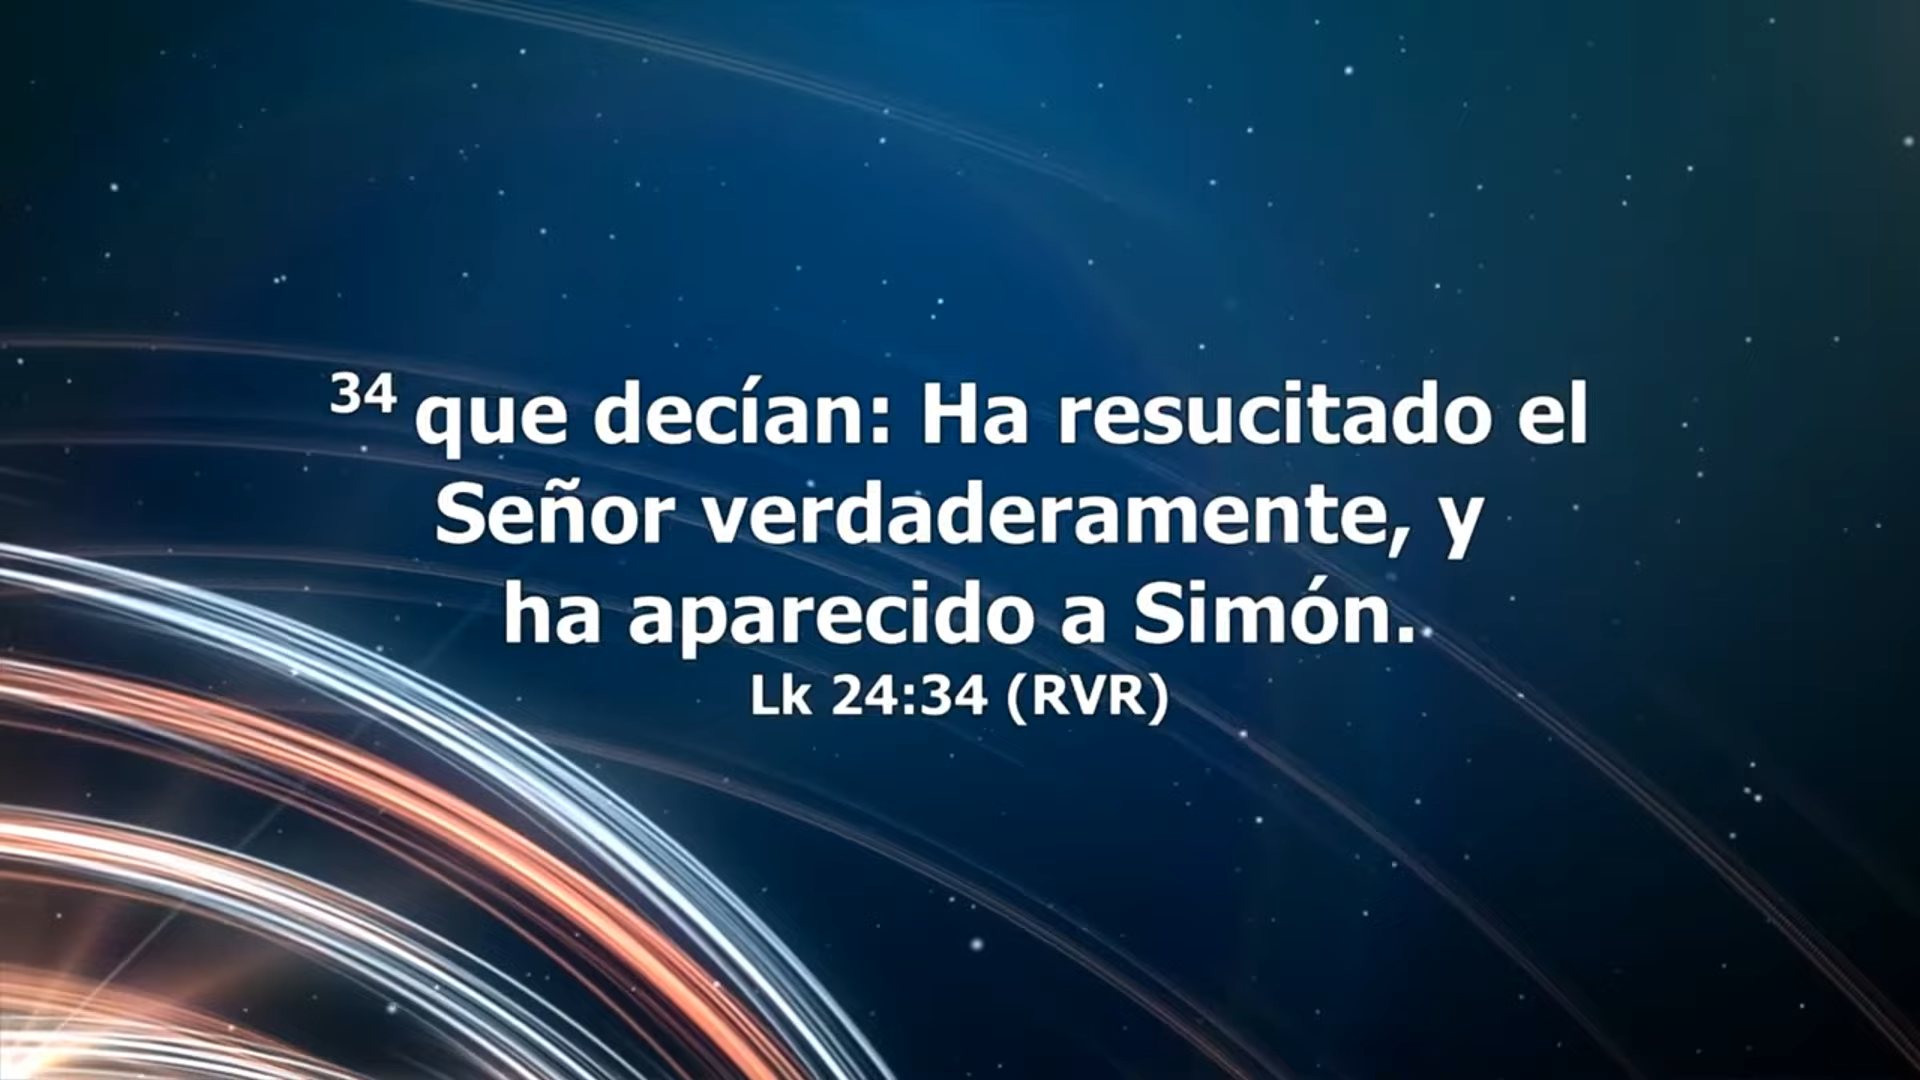 34 que decían: Ha resucitado el
Señor verdaderamente, y
ha aparecido a Simón.
Lk 24:34 (RVR)